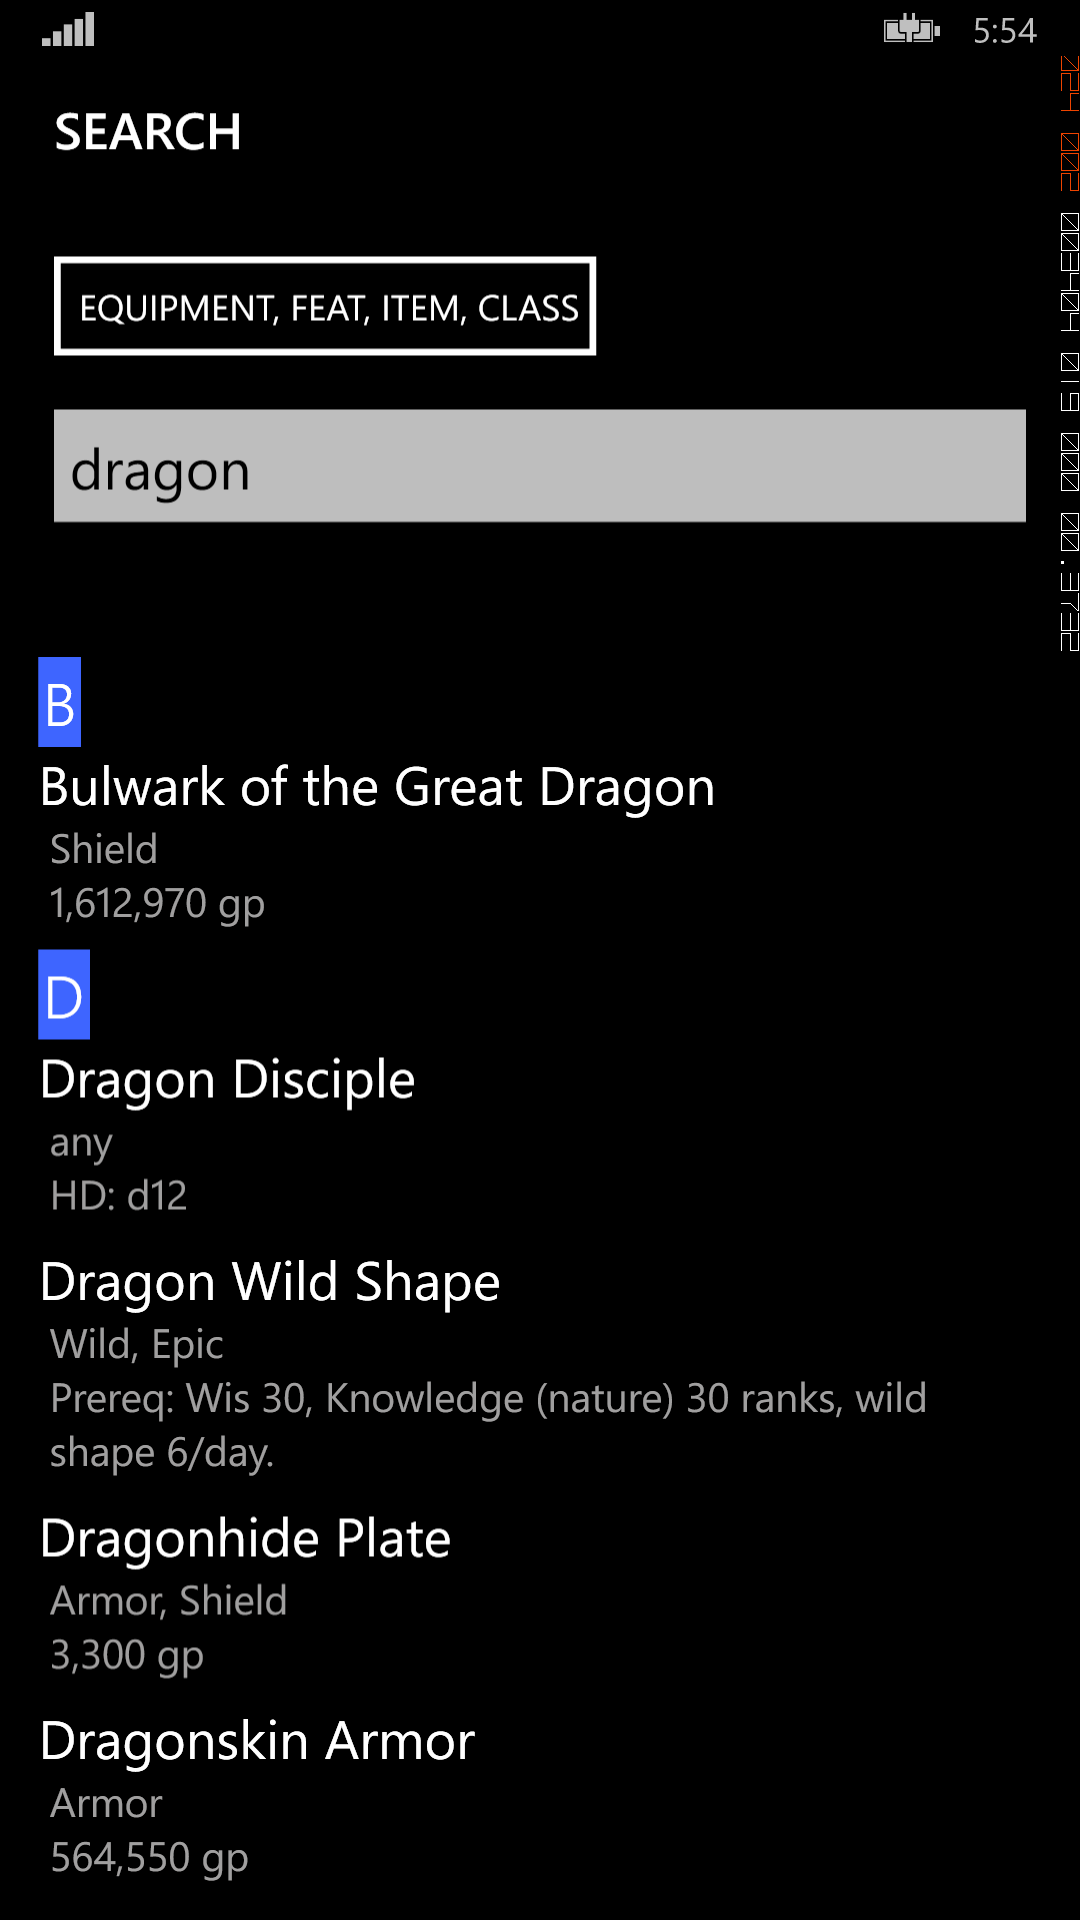 5:54
SEARCH
EQUIPMENT, FEAT, ITEM, CLASS
dragon
B
Bulwark of the Great Dragon
Shield
1,612,970 gp
D
Dragon Disciple
any
HD: d12
Dragon Wild Shape
Wild, Epic
Prereq: Wis 30, Knowledge (nature) 30 ranks, wild
shape 6/day.
Dragonhide Plate
Armor, Shield
3,300 gp
Dragonskin Armor
Armor
564,550 gp